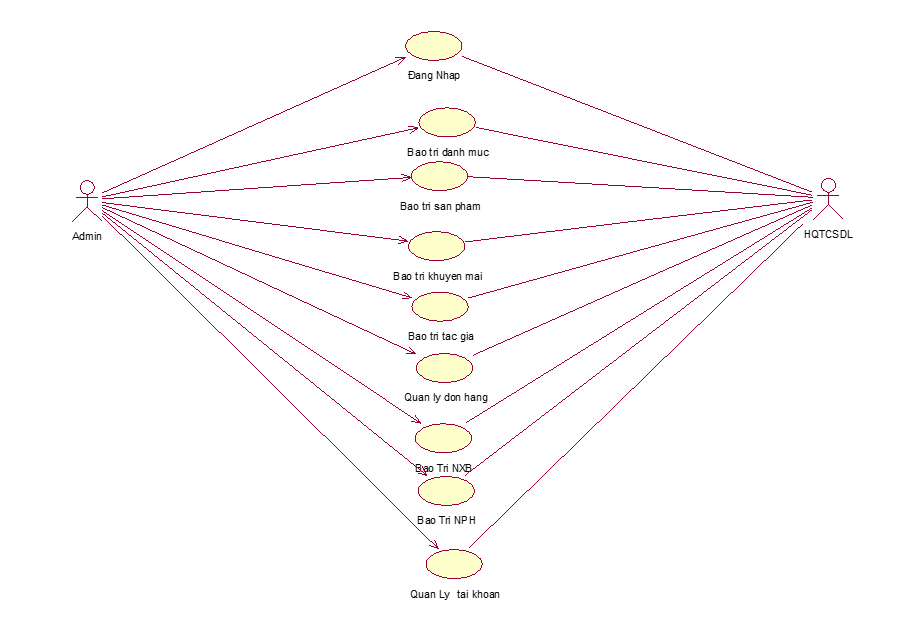 Đang Nhap
Bao tri danh muc
Bao tri san pham
Admin
HQTCSDL
Bao tri khuyen mai
Bao tri tac gia
Quan ly don hang
Bao Tri NXB
Bao Tri NPH
Quan Ly tai khoan